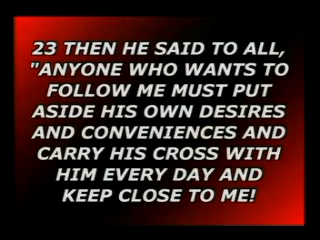 23 THEN HE SAID TO ALL,
"ANYONE WHO WANTS TO
FOLLOW ME MUST PUT
ASIDE HIS OWN DESIRES
AND CONVENIENCES AND
CARRY HIS CROSS WITH
HIM EVERY DAY AND
KEEP CLOSE TO ME!